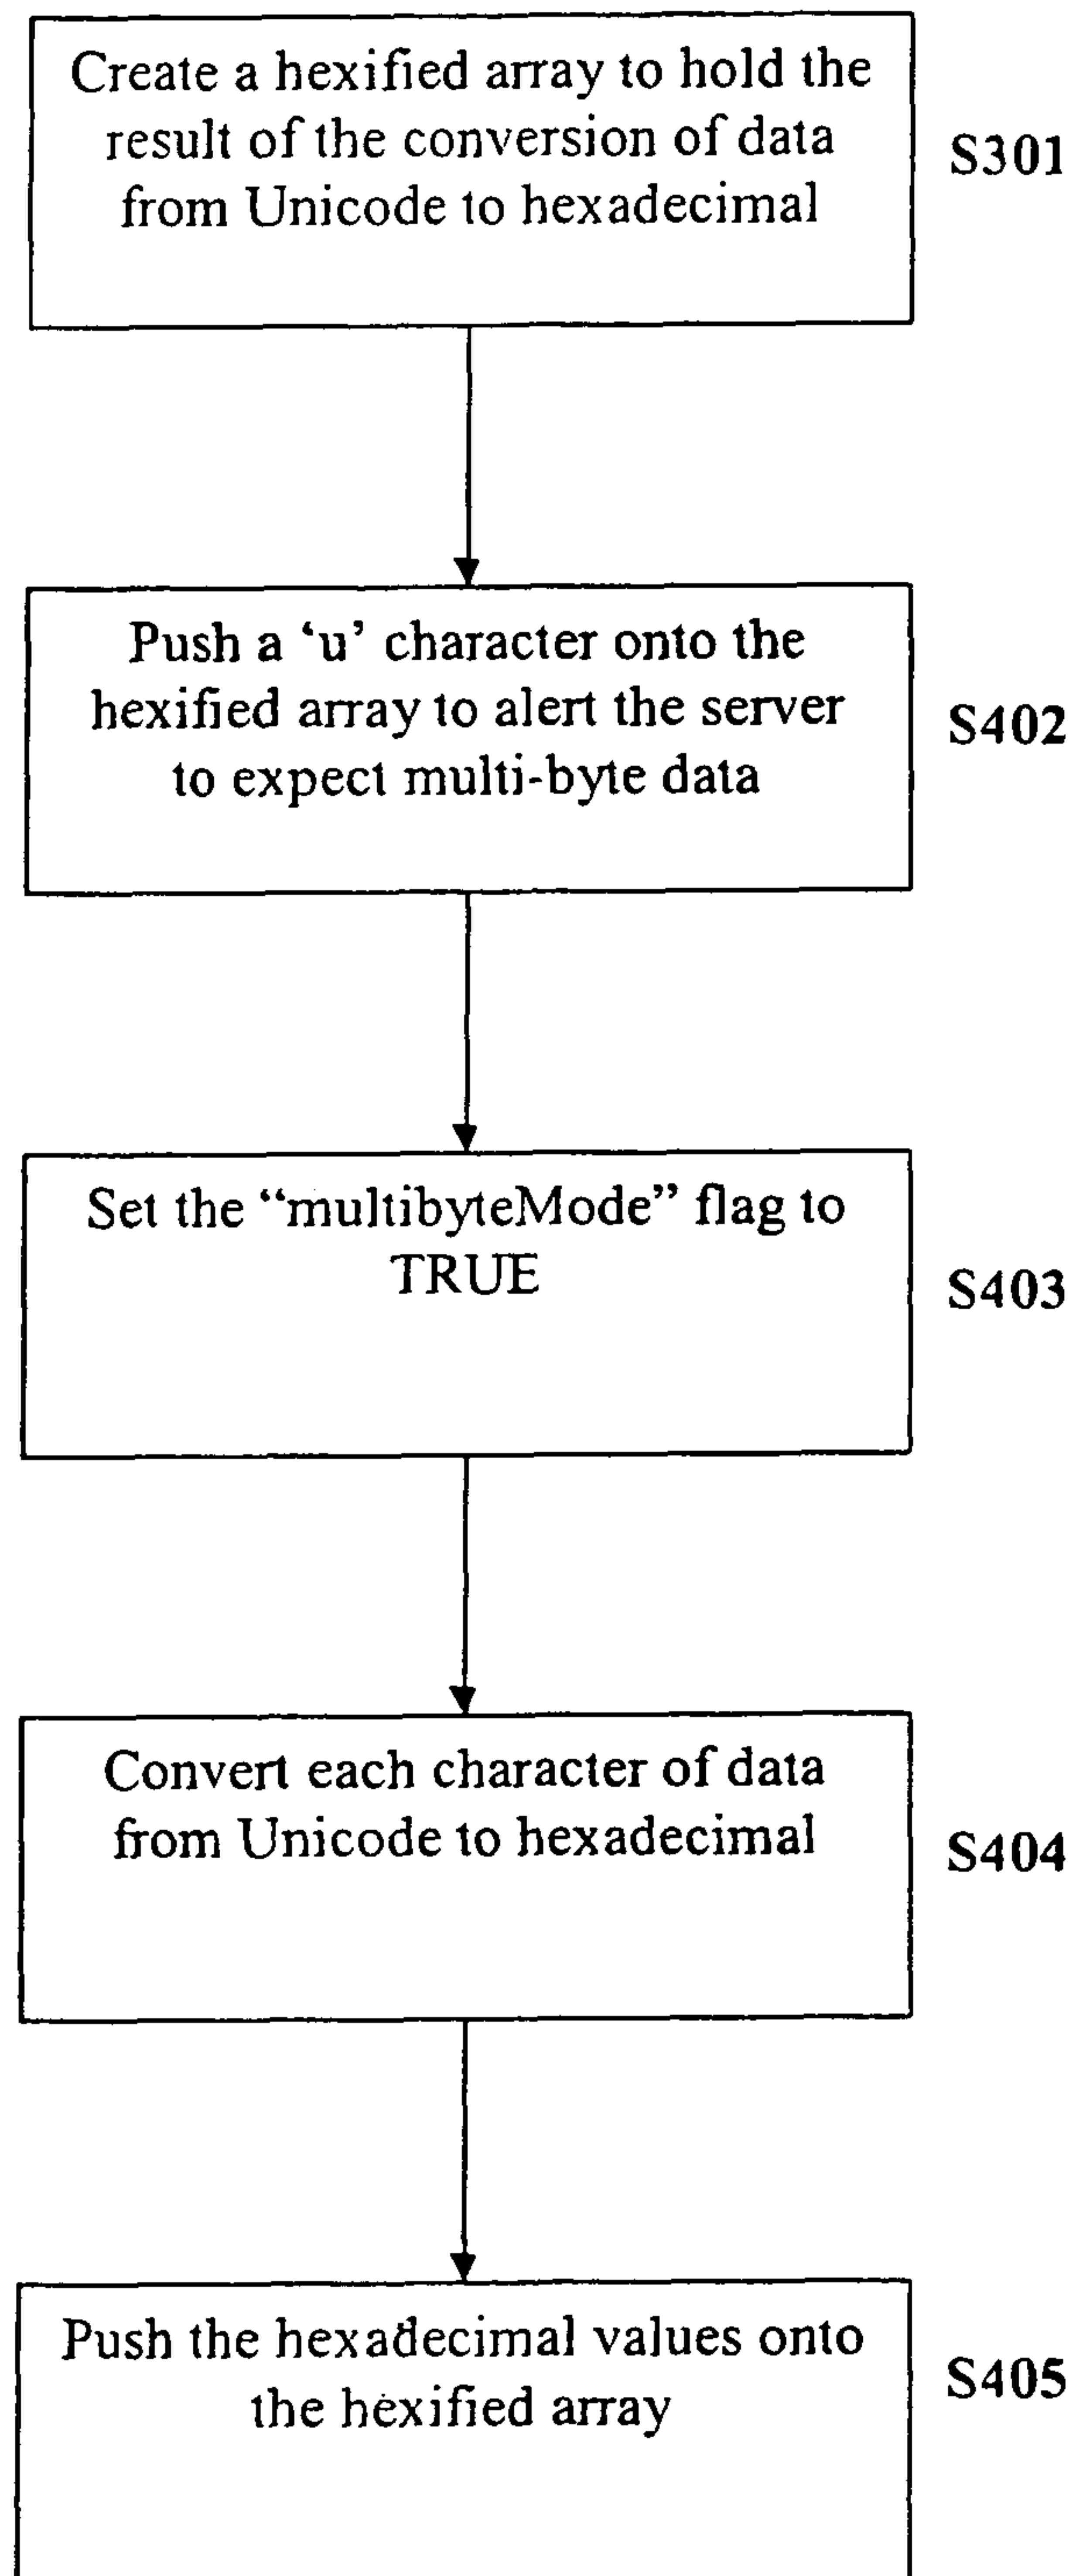 Create a hexified array to hold the
result of the conversion of data
from Unicode to hexadecimal
S301
Push a ‘u’ character onto the
hexified array to alert the server
to expect multi-byte data
S402
Set the “multibyteMode” flag to
TRUE
S403
Convert each character of data
from Unicode to hexadecimal
S404
Push the hexadecimal values onto
the hexified array
S405